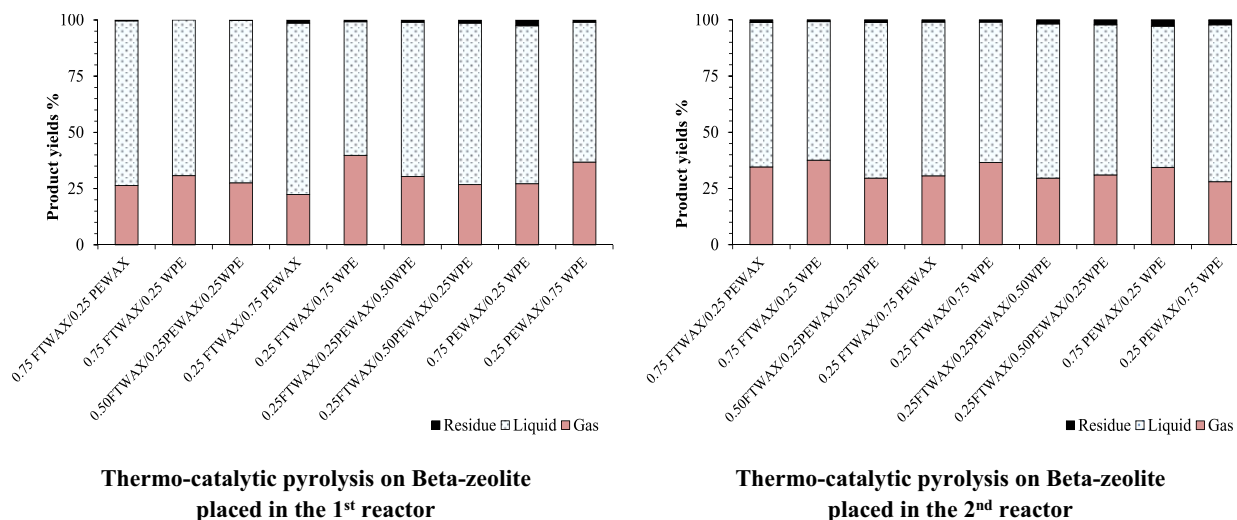 Product yields %
100
75
50
25
0
0.75 FTWAX/0.25 PEWAX
0.75 FTWAX/0.25 WPE
0.50FTWAX/0.25PEWAX/0.25WPE
0.25 FTWAX/0.75 PEWAX
0.25 FTWAX/0.75 WPE
0.25FTWAX/0.25PEWAX/0.50WPE
0.25FTWAX/0.50PEWAX/0.25WPE
0.75 PEWAX/0.25 WPE
0.25 PEWAX/0.75 WPE
Residue Liquid Gas
Thermo-catalytic pyrolysis on Beta-zeolite
placed in the 1st reactor
Product yields %
100
75
50
25
0
0.75 FTWAX/0.25 PEWAX
0.75 FTWAX/0.25 WPE
0.50FTWAX/0.25PEWAX/0.25WPE
0.25 FTWAX/0.75 PEWAX
0.25 FTWAX/0.75 WPE
0.25FTWAX/0.25PEWAX/0.50WPE
0.25FTWAX/0.50PEWAX/0.25WPE
0.75 PEWAX/0.25 WPE
0.25 PEWAX/0.75 WPE
Residue Liquid Gas
Thermo-catalytic pyrolysis on Beta-zeolite
placed in the 2nd reactor